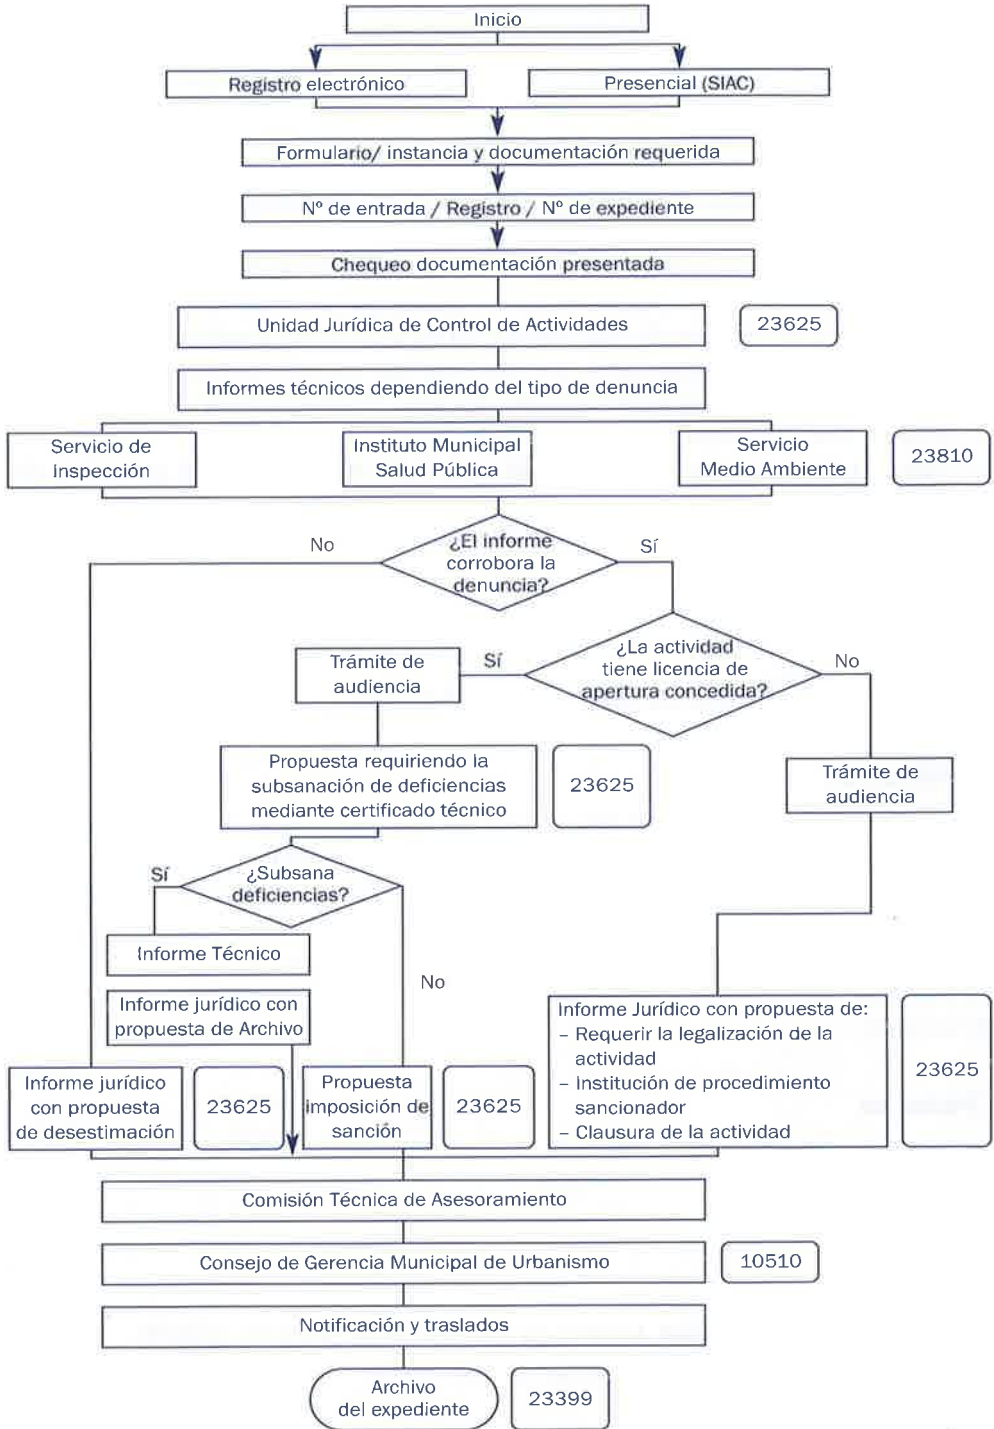 Inicio
Registro electrónico
Presencial (SIAC)
Formulario/ instancia y documentación requerida
Nº de entrada / Registro / Nº de expediente
Chequeo documentación presentada
Unidad Jurídica de Control de Actividades
23625
Informes técnicos dependiendo del tipo de denuncia
Servicio de
Inspección
Instituto Municipal
Salud Pública
Servicio
Medio Ambiente
23810
¿El informe
corrobora la
denuncia?
No
Sí
¿La actividad
tiene licencia de
apertura concedida?
Sí
No
Trámite de
audiencia
Propuesta requiriendo la
subsanación de deficiencias
mediante certificado técnico
23625
Trámite de
audiencia
¿Subsana
deficiencias?
Sí
Informe Técnico
No
Informe jurídico con
propuesta de Archivo
Informe Jurídico con propuesta de:
– Requerir la legalización de la
actividad
– Institución de procedimiento
sancionador
– Clausura de la actividad
23625
Informe jurídico
con propuesta
de desestimación
23625
Propuesta
imposición de
sanción
23625
Comisión Técnica de Asesoramiento
Consejo de Gerencia Municipal de Urbanismo
10510
Notificación y traslados
Archivo
del expediente
23399